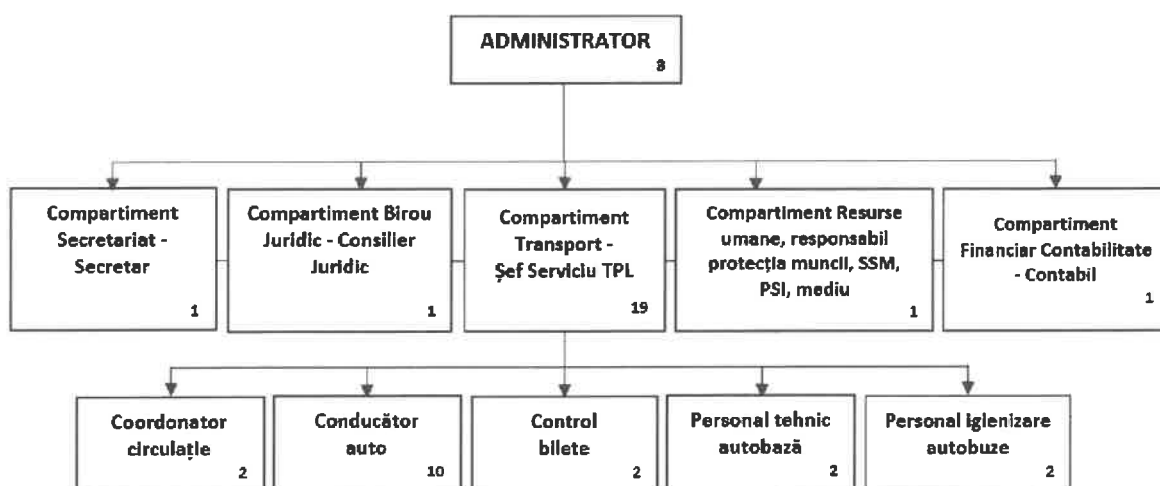 ADMINISTRATOR
3
Compartiment
Secretariat -
Secretar
1
Compartiment Birou
Juridic - Consilier
Juridic
1
Compartiment
Transport -
Șef Serviciu TPL
19
Compartiment Resurse
umane, responsabil
protecția muncii, SSM,
PSI, mediu
1
Compartiment
Financiar Contabilitate
- Contabil
1
Coordonator
circulație
2
Conducător
auto
10
Control
bilete
2
Personal tehnic
autobază
2
Personal igienizare
autobuze
2